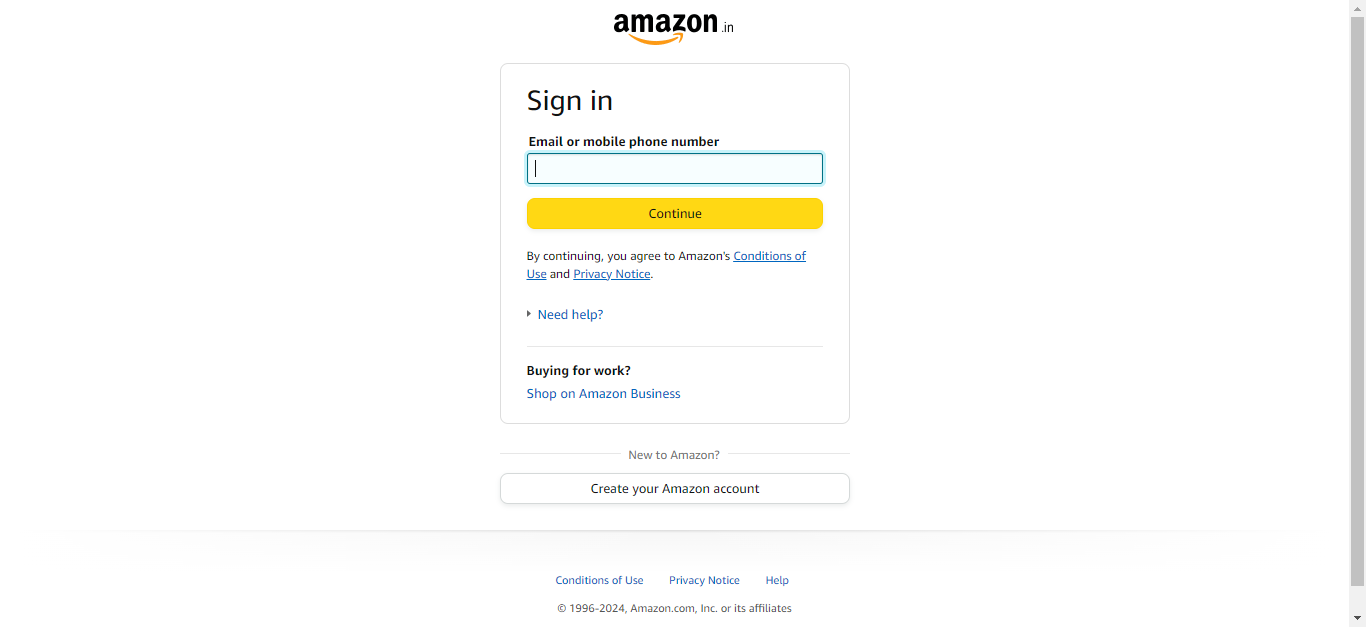 amazon.in
Sign in
Email or mobile phone number
Continue
By continuing, you agree to Amazon's Conditions of
Use and Privacy Notice.
Need help?
Buying for work?
Shop on Amazon Business
New to Amazon?
Create your Amazon account
Conditions of Use Privacy Notice Help
© 1996-2024, Amazon.com, Inc. or its affiliates